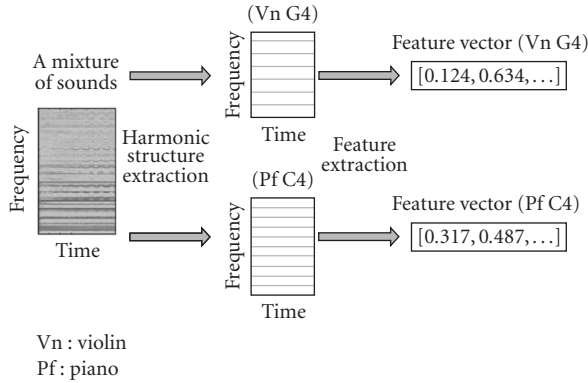 A mixture
of sounds
Frequency
Time
Harmonic
structure
extraction
(Vn G4)
Frequency
Time
(Pf C4)
Frequency
Time
Feature
extraction
Feature vector (Vn G4)
[0.124, 0.634, . . .]
Feature vector (Pf C4)
[0.317, 0.487, . . .]
Vn : violin
Pf : piano